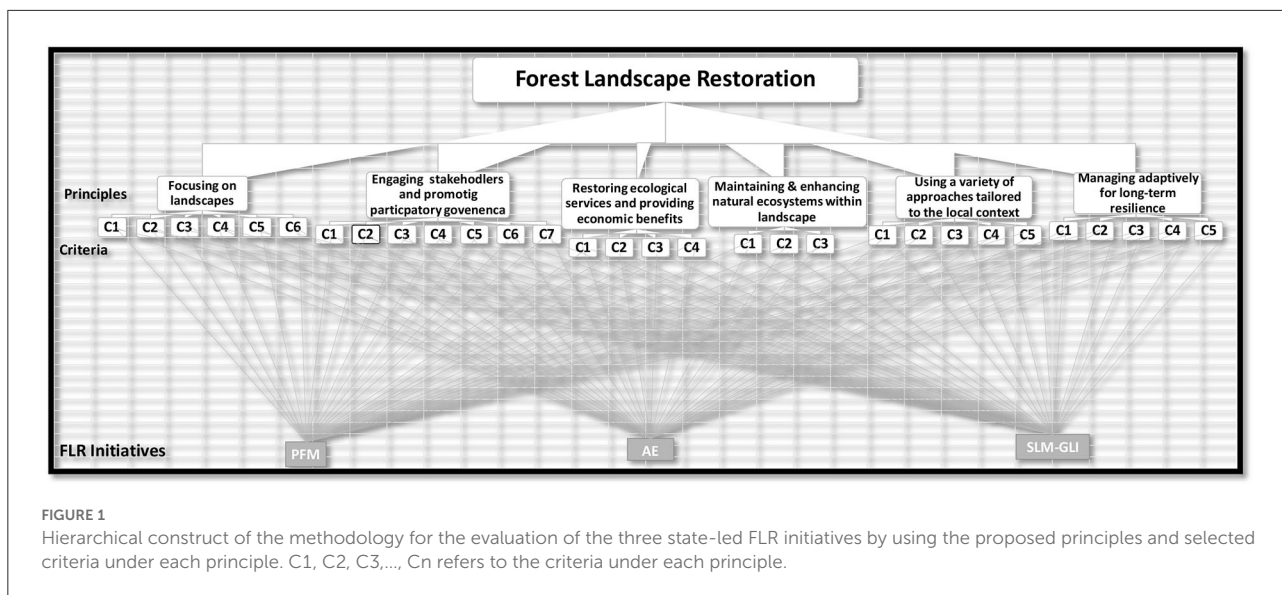 Forest Landscape Restoration
Principles
Focusing on
landscapes
Engaging stakehodlers
and promotig
particpatory govenenca
Restoring ecological
services and providing
economic benefits
Maintaining & enhancing
natural ecosystems within
landscape
Using a variety of
approaches tailored
to the local context
Managing adaptively
for long-term
resilience
Criteria
C1 C2 C3 C4 C5 C6
C1 C2 C3 C4 C5 C6 C7
C1 C2 C3 C4
C1 C2 C3
C1 C2 C3 C4 C5
C1 C2 C3 C4 C5
FLR Initiatives
PFM
AE
SLM-GLI
FIGURE 1
Hierarchical construct of the methodology for the evaluation of the three state-led FLR initiatives by using the proposed principles and selected
criteria under each principle. C1, C2, C3,..., Cn refers to the criteria under each principle.